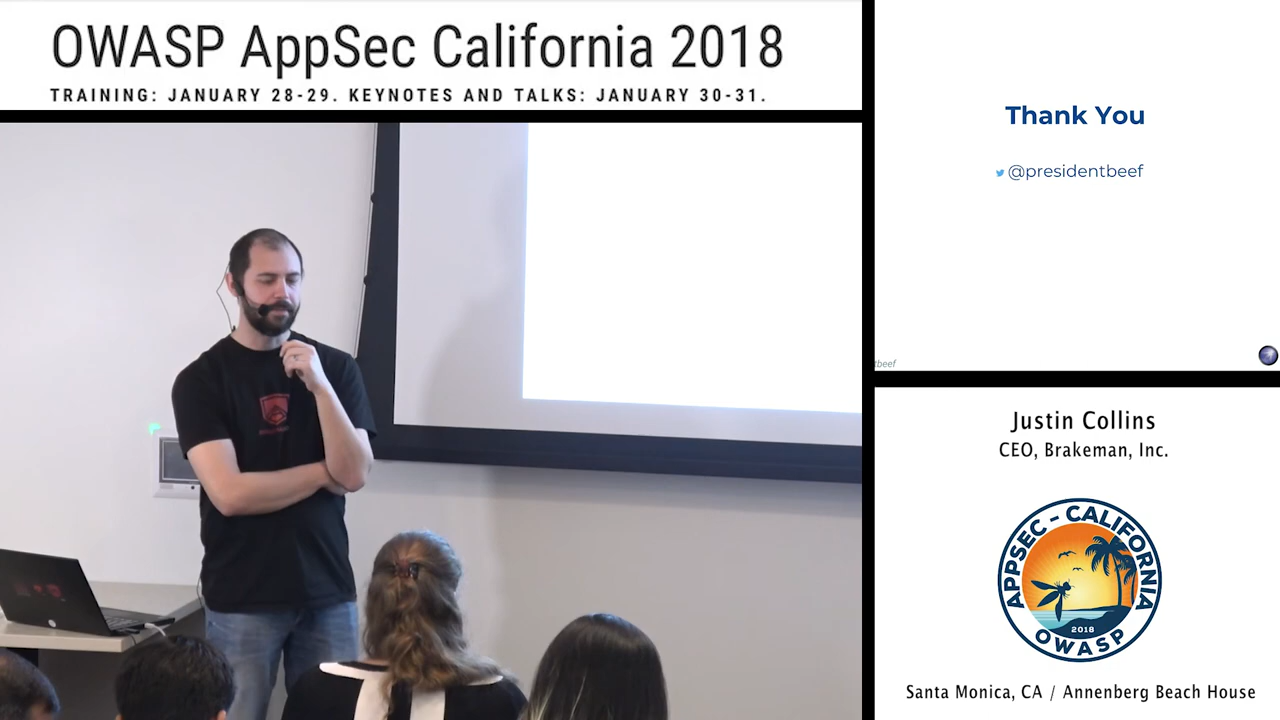 OWASP AppSec California 2018
TRAINING: JANUARY 28-29. KEYNOTES AND TALKS: JANUARY 30-31.
Thank You
@presidentbeef
tbeef
Justin Collins
CEO, Brakeman, Inc.
APPSEC - CALIFORNIA
2018
OWASP
Santa Monica, CA / Annenberg Beach House